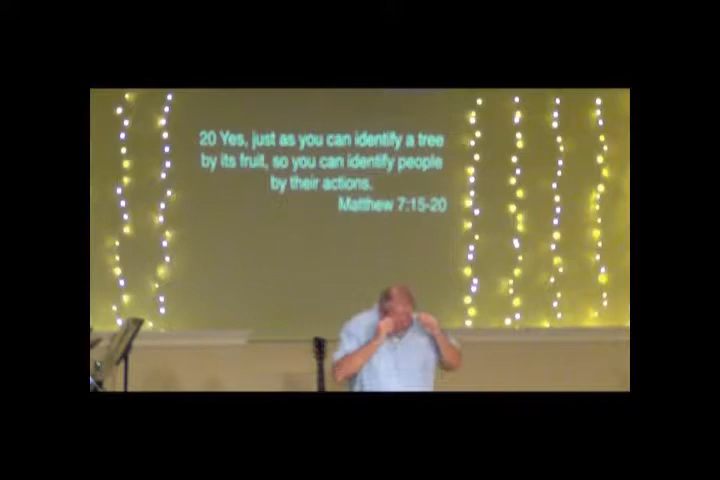 20 Yes, just as you can identify a tree
by its fruit, so you can identify people
by their actions.
Matthew 7:15-20